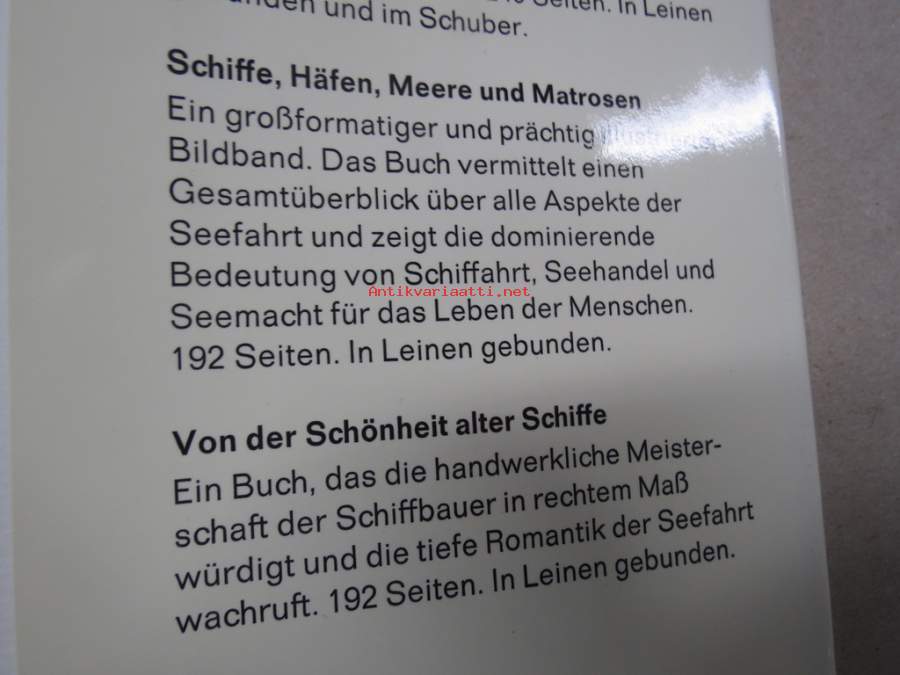 Seiten. In Leinen
und im Schuber.
Schiffe, Häfen, Meere und Matrosen
Ein großformatiger und prächtig
Bildband. Das Buch vermittelt einen
Gesamtüberblick über alle Aspekte der
Seefahrt und zeigt die dominierende
Bedeutung von Schiffahrt, Seehandel und
Antikvariaatti.net
Seemacht für das Leben der Menschen.
192 Seiten. In Leinen gebunden.
Von der Schönheit alter Schiffe
Ein Buch, das die handwerkliche Meister-
schaft der Schiffbauer in rechtem Maß
würdigt und die tiefe Romantik der Seefahrt
wachruft. 192 Seiten. In Leinen gebunden.